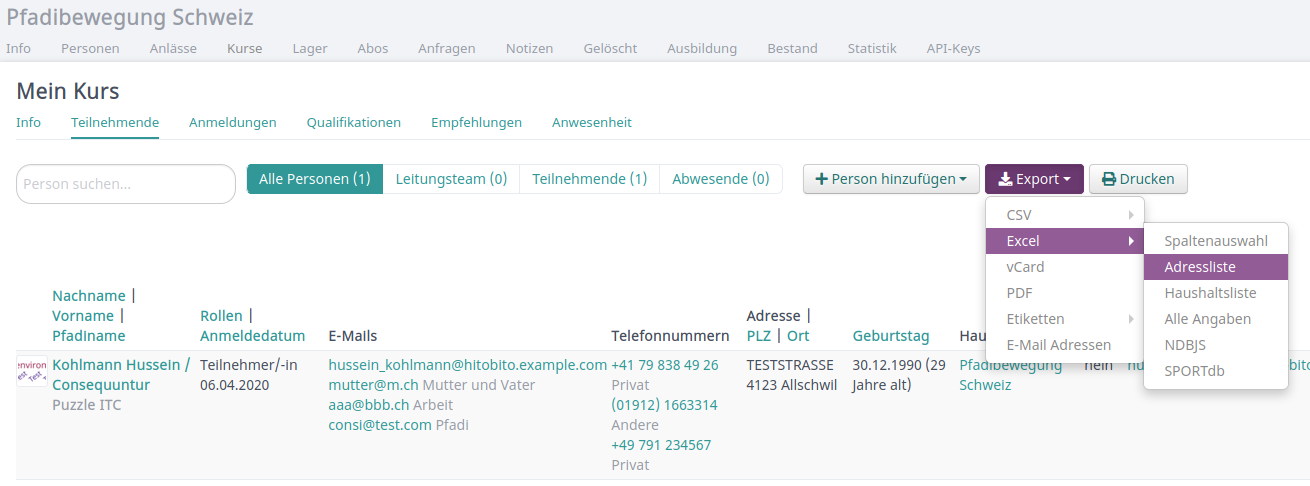 Pfadibewegung Schweiz
Info Personen Anlässe Kurse Lager Abos Anfragen Notizen Gelöscht Ausbildung Bestand Statistik API-Keys
Mein Kurs
Info Teilnehmende Anmeldungen Qualifikationen Empfehlungen Anwesenheit
Person suchen... Alle Personen (1) Leitungsteam (0) Teilnehmende (1) Abwesende (0) Person hinzufügen Export Drucken
CSV
Excel Spaltenauswahl
vCard Adressliste
PDF Haushaltsliste
Etiketten Alle Angaben
E-Mail Adressen NDBJS
SPORTdb
Nachname |
Vorname | Rollen | Adresse |
Pfadiname Anmeldedatum E-Mails Telefonnummern PLZ | Ort Geburtstag Hau
Kohlmann Hussein / Teilnehmer/-in hussein_kohlmann@hitobito.example.com +41 79 838 49 26 TESTSTRASSE 30.12.1990 (29 Pfadibewegung nein
Consequuntur 06.04.2020 mutter@m.ch Mutter und Vater Privat 4123 Allschwil Jahre alt) Schweiz
Puzzle ITC aaa@bbb.ch Arbeit (01912) 1663314
consi@test.com Pfadi Andere
+49 791 234567
Privat